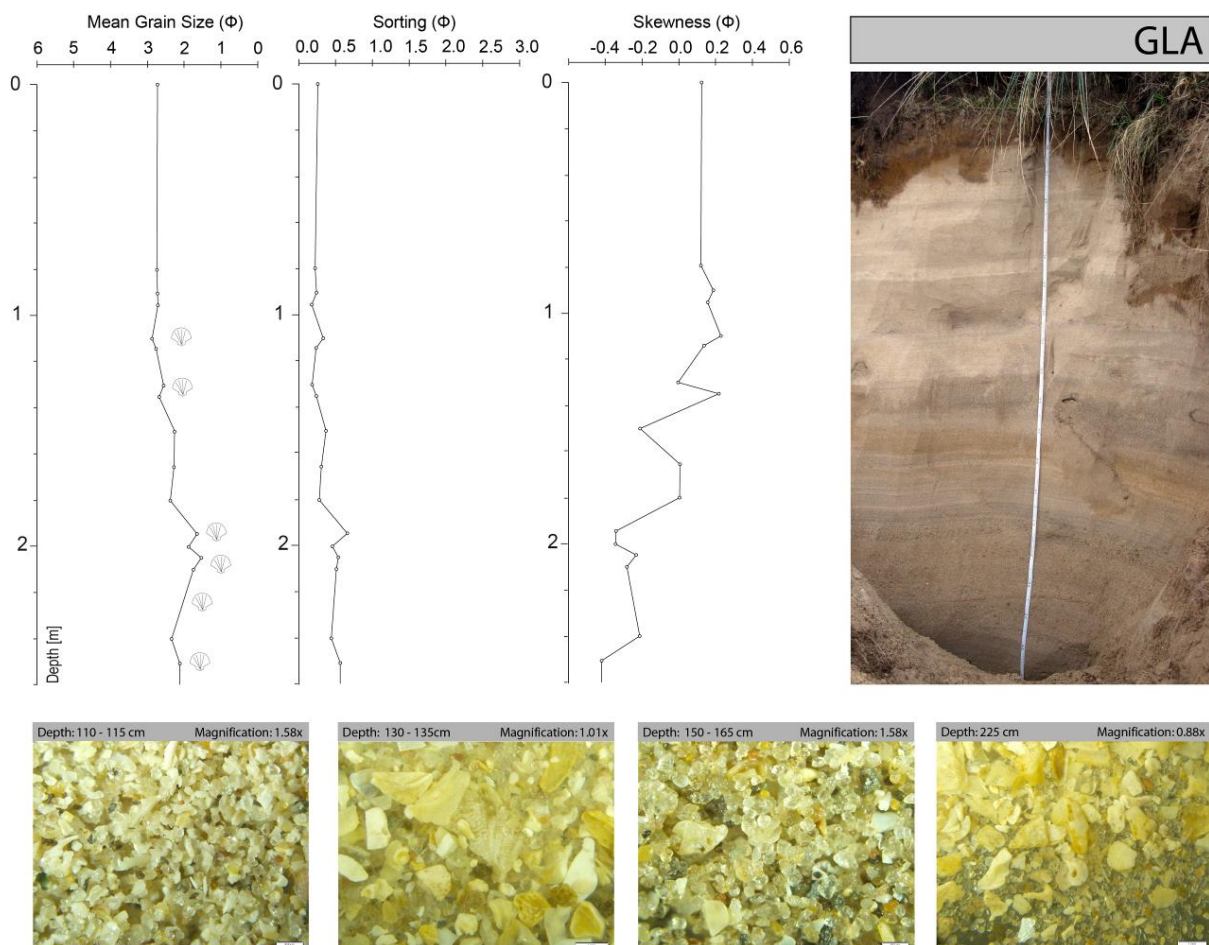 Mean Grain Size (Φ)
6 5 4 3 2 1 0
Sorting (Φ)
0.0 0.5 1.0 1.5 2.0 2.5 3.0
Skewness (Φ)
-0.4 -0.2 0.0 0.2 0.4 0.6
GLA
0 0 0
1 1 1
2 2 2
Depth [m]
Depth: 110 - 115 cm Magnification: 1.58x
Depth: 130 - 135cm Magnification: 1.01x
Depth: 150 - 165 cm Magnification: 1.58x
Depth: 225 cm Magnification: 0.88x